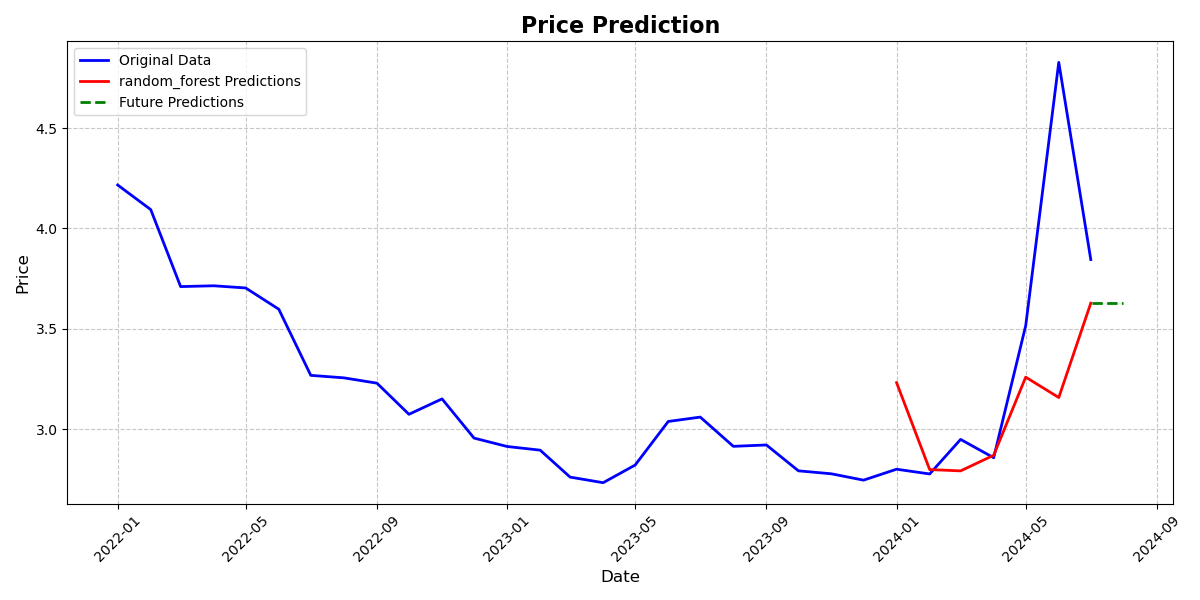 Price Prediction
Original Data
random_forest Predictions
Future Predictions
Price
4.5
4.0
3.5
3.0
2022-01
2022-05
2022-09
2023-01
2023-05
2023-09
2024-01
2024-05
2024-09
Date